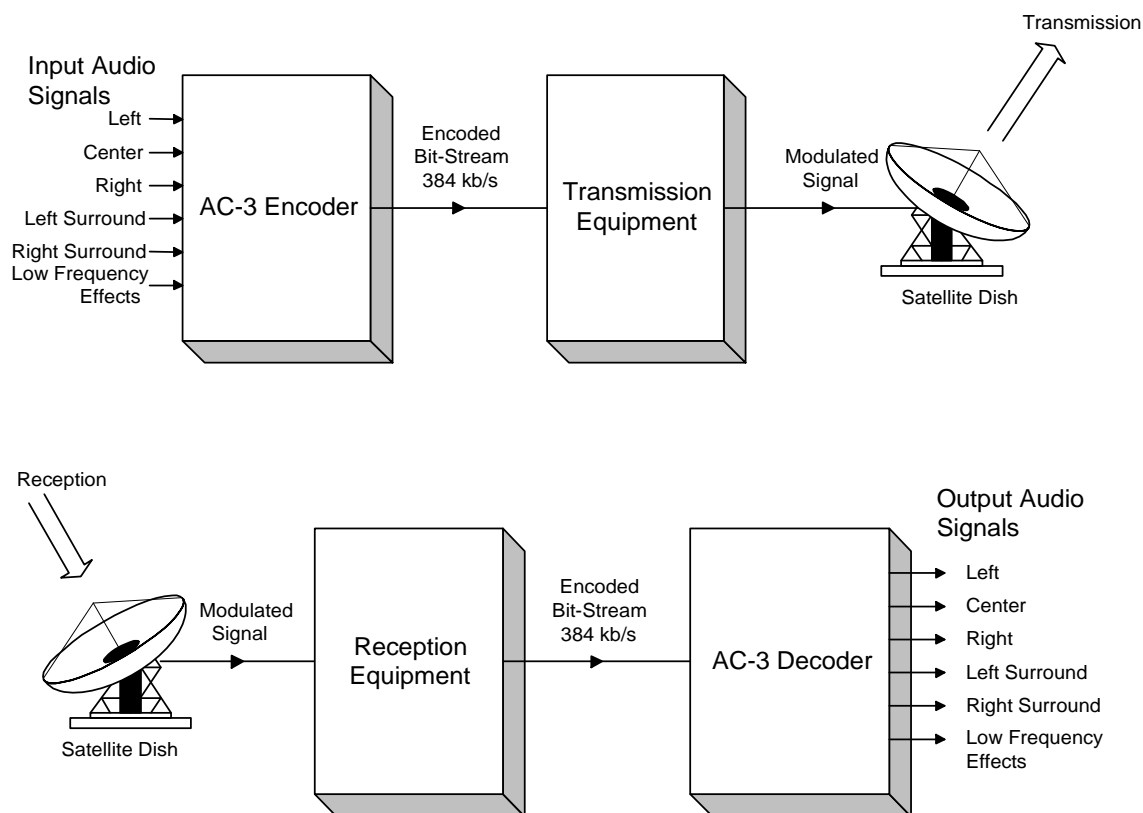 Transmission
Input Audio
Signals
Left
Center
Right
Left Surround
Right Surround
Low Frequency
Effects
AC-3 Encoder
Encoded
Bit-Stream
384 kb/s
Transmission
Equipment
Modulated
Signal
Satellite Dish
Reception
Satellite Dish
Modulated
Signal
Reception
Equipment
Encoded
Bit-Stream
384 kb/s
AC-3 Decoder
Output Audio
Signals
Left
Center
Right
Left Surround
Right Surround
Low Frequency
Effects